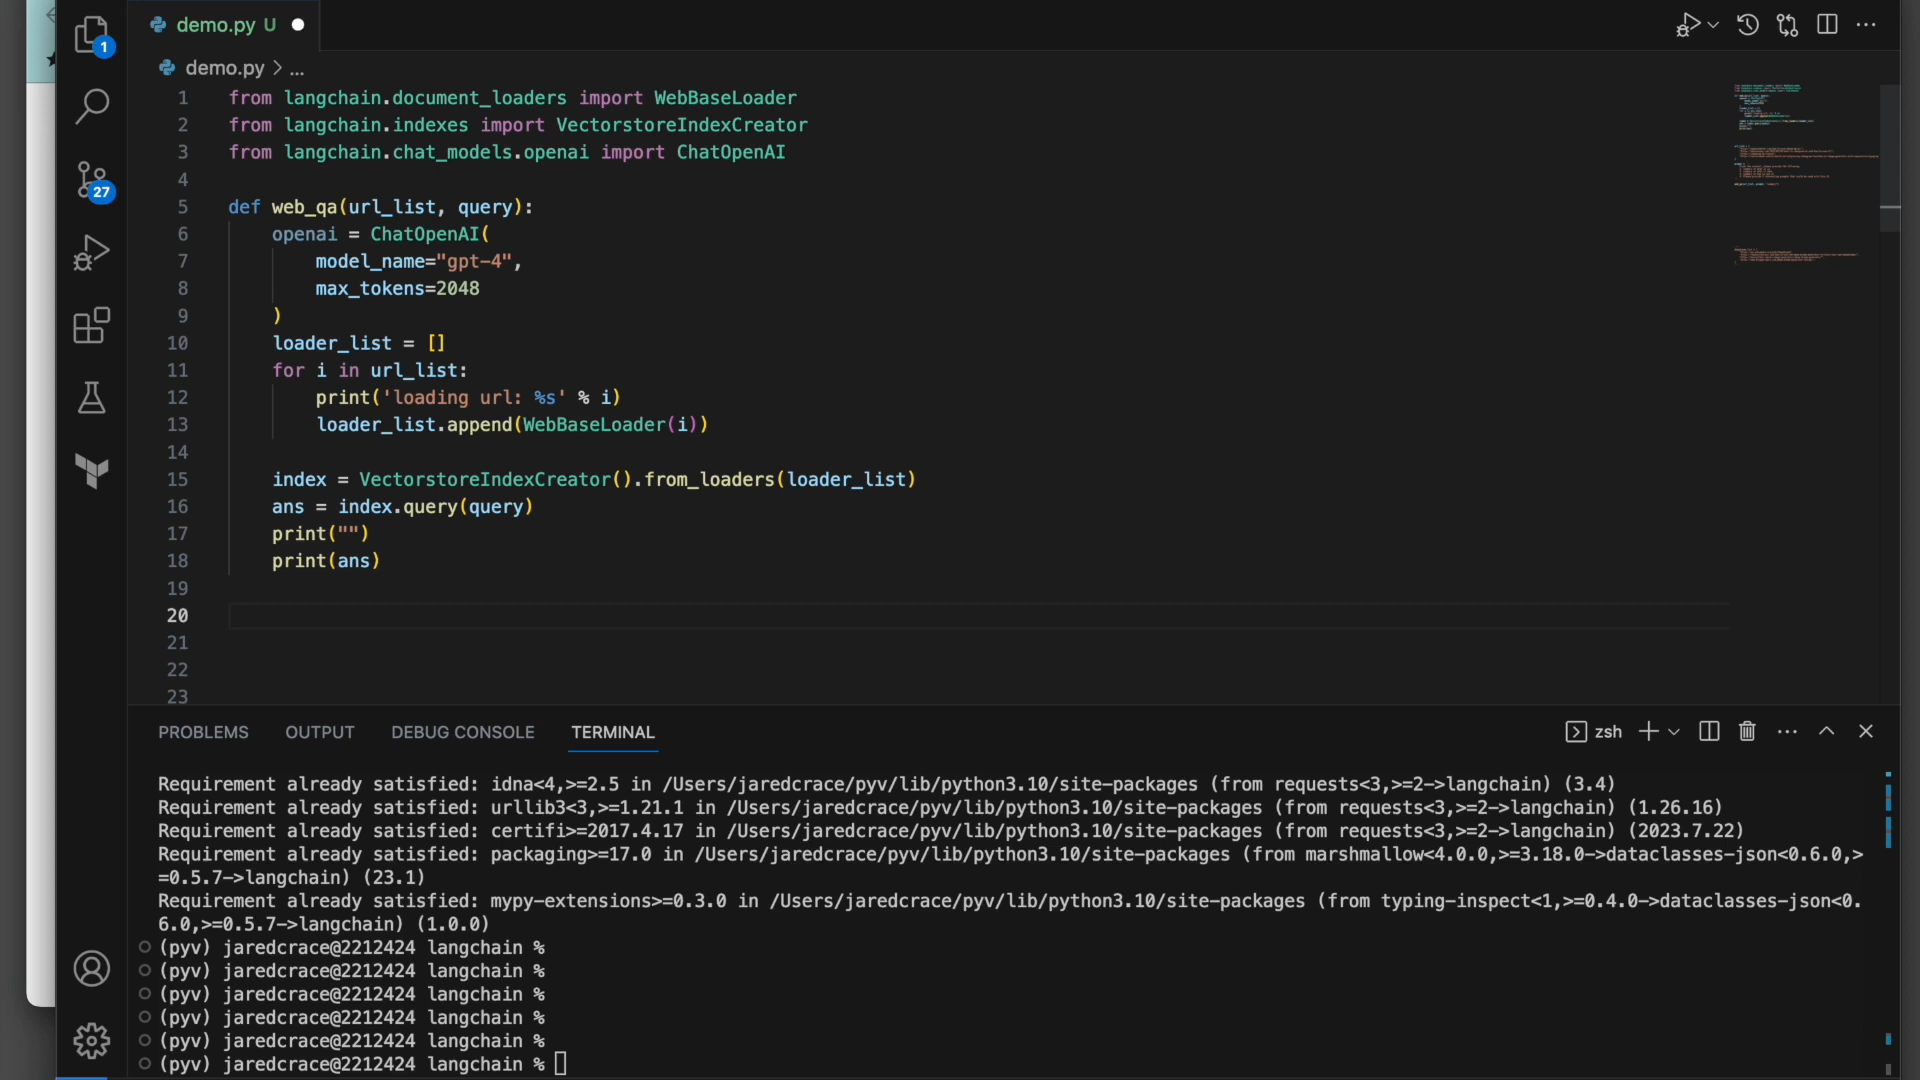 demo.py U
1
demo.py > ...
1 from langchain.document_loaders import WebBaseLoader
2 from langchain.indexes import VectorstoreIndexCreator
3 from langchain.chat_models.openai import ChatOpenAI
4
5 def web_qa(url_list, query):
6     openai = ChatOpenAI(
7         model_name="gpt-4",
8         max_tokens=2048
9     )
10     loader_list = []
11     for i in url_list:
12         print('loading url: %s' % i)
13         loader_list.append(WebBaseLoader(i))
14
15     index = VectorstoreIndexCreator().from_loaders(loader_list)
16     ans = index.query(query)
17     print("")
18     print(ans)
19
20
21
22
23
27
PROBLEMS OUTPUT DEBUG CONSOLE TERMINAL zsh
Requirement already satisfied: idna<4,>=2.5 in /Users/jaredcrace/pyv/lib/python3.10/site-packages (from requests<3,>=2->langchain) (3.4)
Requirement already satisfied: urllib3<3,>=1.21.1 in /Users/jaredcrace/pyv/lib/python3.10/site-packages (from requests<3,>=2->langchain) (1.26.16)
Requirement already satisfied: certifi>=2017.4.17 in /Users/jaredcrace/pyv/lib/python3.10/site-packages (from requests<3,>=2->langchain) (2023.7.22)
Requirement already satisfied: packaging>=17.0 in /Users/jaredcrace/pyv/lib/python3.10/site-packages (from marshmallow<4.0.0,>=3.18.0->dataclasses-json<0.6.0,>
=0.5.7->langchain) (23.1)
Requirement already satisfied: mypy-extensions>=0.3.0 in /Users/jaredcrace/pyv/lib/python3.10/site-packages (from typing-inspect<1,>=0.4.0->dataclasses-json<0.
6.0,>=0.5.7->langchain) (1.0.0)
(pyv) jaredcrace@2212424 langchain %
(pyv) jaredcrace@2212424 langchain %
(pyv) jaredcrace@2212424 langchain %
(pyv) jaredcrace@2212424 langchain %
(pyv) jaredcrace@2212424 langchain %
(pyv) jaredcrace@2212424 langchain %